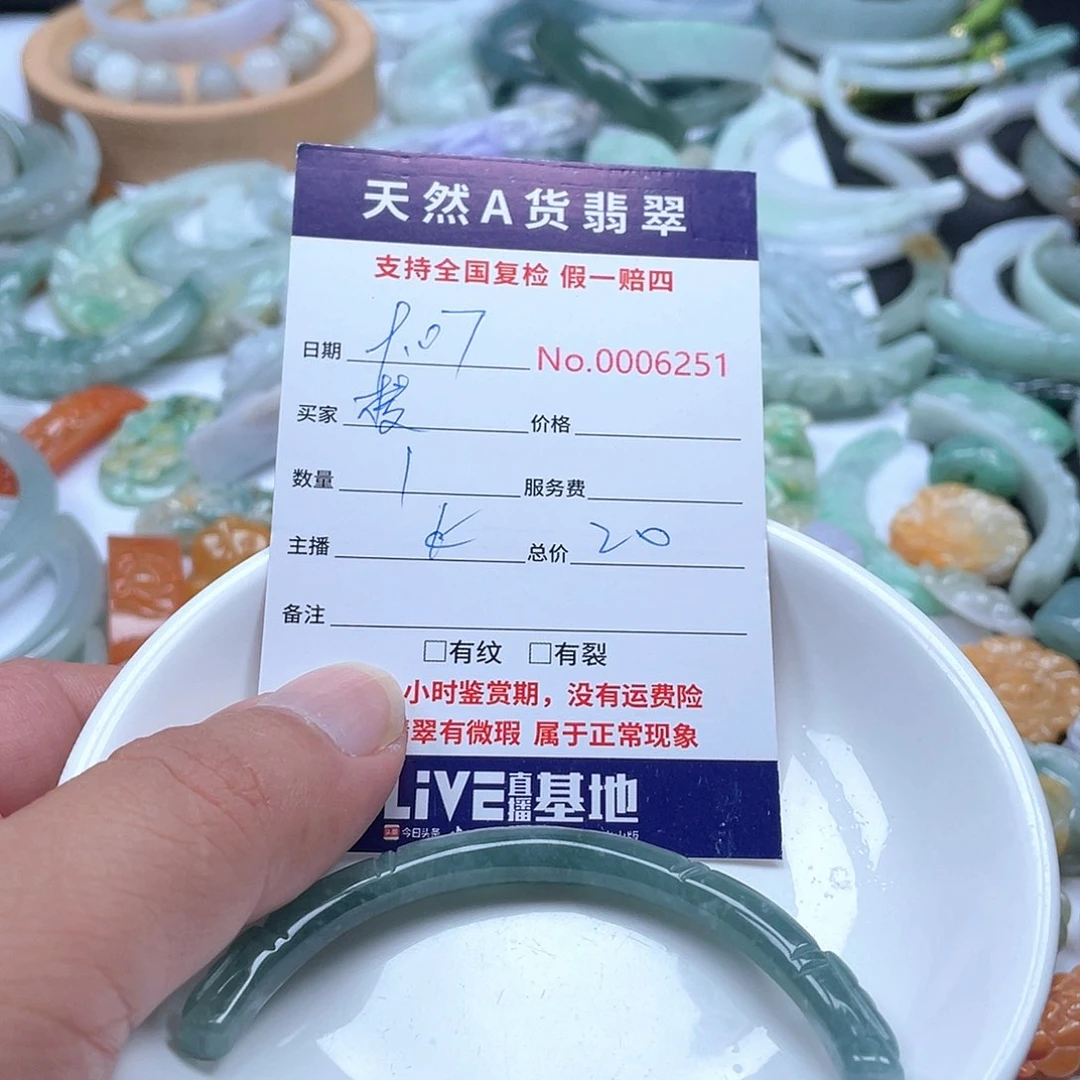 天然A货翡翠
支持全国复检 假一赔四
日期 No.0006251
买家 楼 价格
数量 1 服务费
主播 总价 20
备注
□有纹 □有裂
小时鉴赏期，没有运费险
翠有微瑕 属于正常现象
LiVE直播基地
今日头条